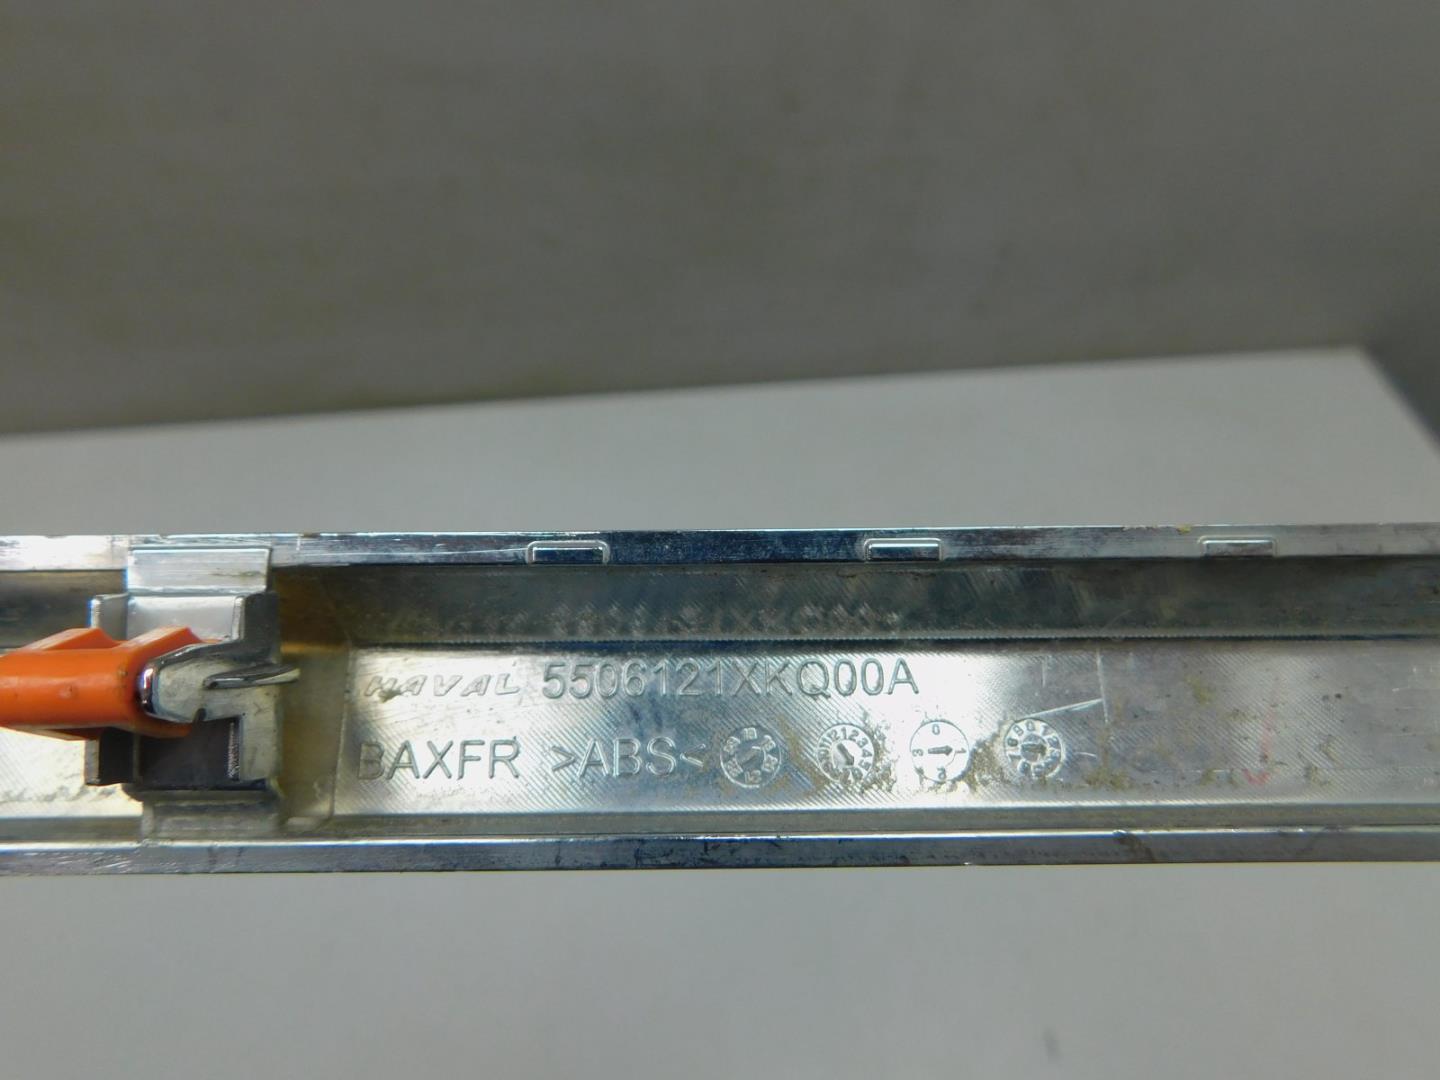 HAVAL 5506121XKQ00A
BAXFR >ABS<